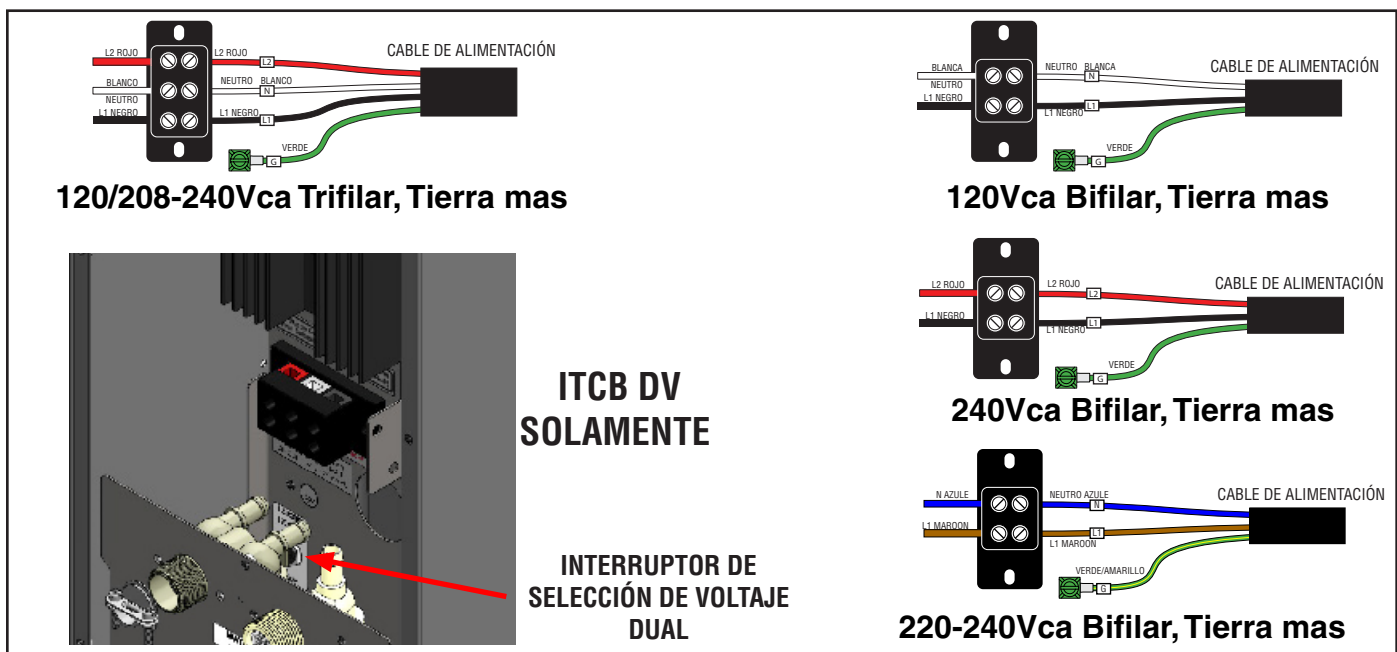 L2 ROJO
L2 ROJO
L2
CABLE DE ALIMENTACIÓN
BLANCO
NEUTRO
NEUTRO BLANCO
N
L1 NEGRO
L1 NEGRO
L1
VERDE
G
120/208-240Vca Trifilar, Tierra mas
BLANCA
NEUTRO
NEUTRO BLANCA
N
CABLE DE ALIMENTACIÓN
L1 NEGRO
L1 NEGRO
L1
VERDE
G
120Vca Bifilar, Tierra mas
L2 ROJO
L2 ROJO
L2
CABLE DE ALIMENTACIÓN
L1 NEGRO
L1 NEGRO
L1
VERDE
G
240Vca Bifilar, Tierra mas
N AZULE
NEUTRO AZULE
N
CABLE DE ALIMENTACIÓN
L1 MAROON
L1 MAROON
L1
VERDE/AMARILLO
G
220-240Vca Bifilar, Tierra mas
ITCB DV
SOLAMENTE
INTERRUPTOR DE
SELECCIÓN DE VOLTAJE
DUAL